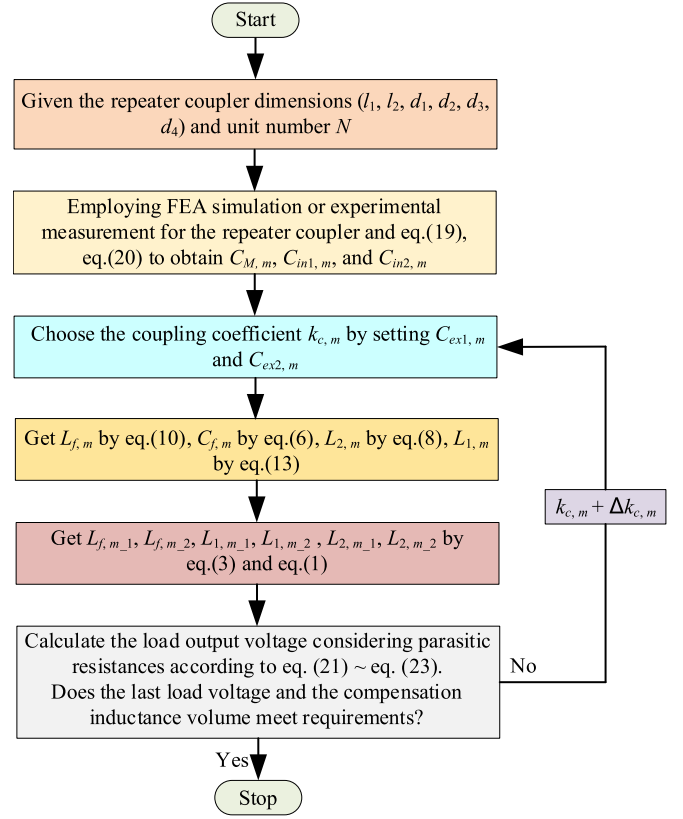 Start
Given the repeater coupler dimensions (l1, l2, d1, d2, d3,
d4) and unit number N
Employing FEA simulation or experimental
measurement for the repeater coupler and eq.(19),
eq.(20) to obtain CM, m, Cin1, m, and Cin2, m
Choose the coupling coefficient kc, m by setting Cex1, m
and Cex2, m
Get Lf, m by eq.(10), Cf, m by eq.(6), L2, m by eq.(8), L1, m
by eq.(13)
kc, m + Δkc, m
Get Lf, m_1, Lf, m_2, L1, m_1, L1, m_2 , L2, m_1, L2, m_2 by
eq.(3) and eq.(1)
Calculate the load output voltage considering parasitic
resistances according to eq. (21) ~ eq. (23).
Does the last load voltage and the compensation
inductance volume meet requirements?
No
Yes
Stop